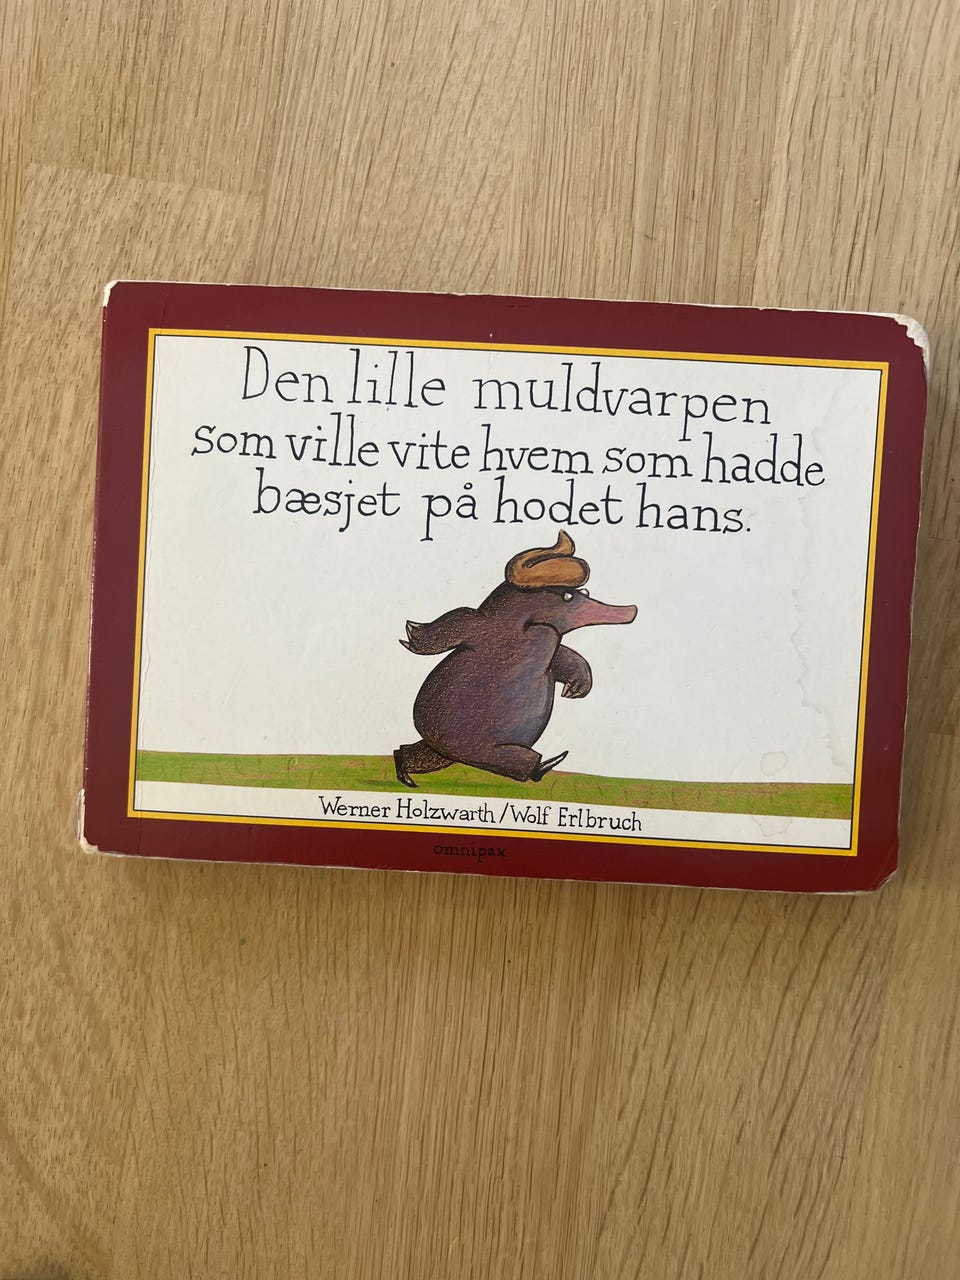 Den lille muldvarpen
som ville vite hvem som hadde
bæsjet på hodet hans.
Werner Holzwarth/Wolf Erlbruch
omnipax